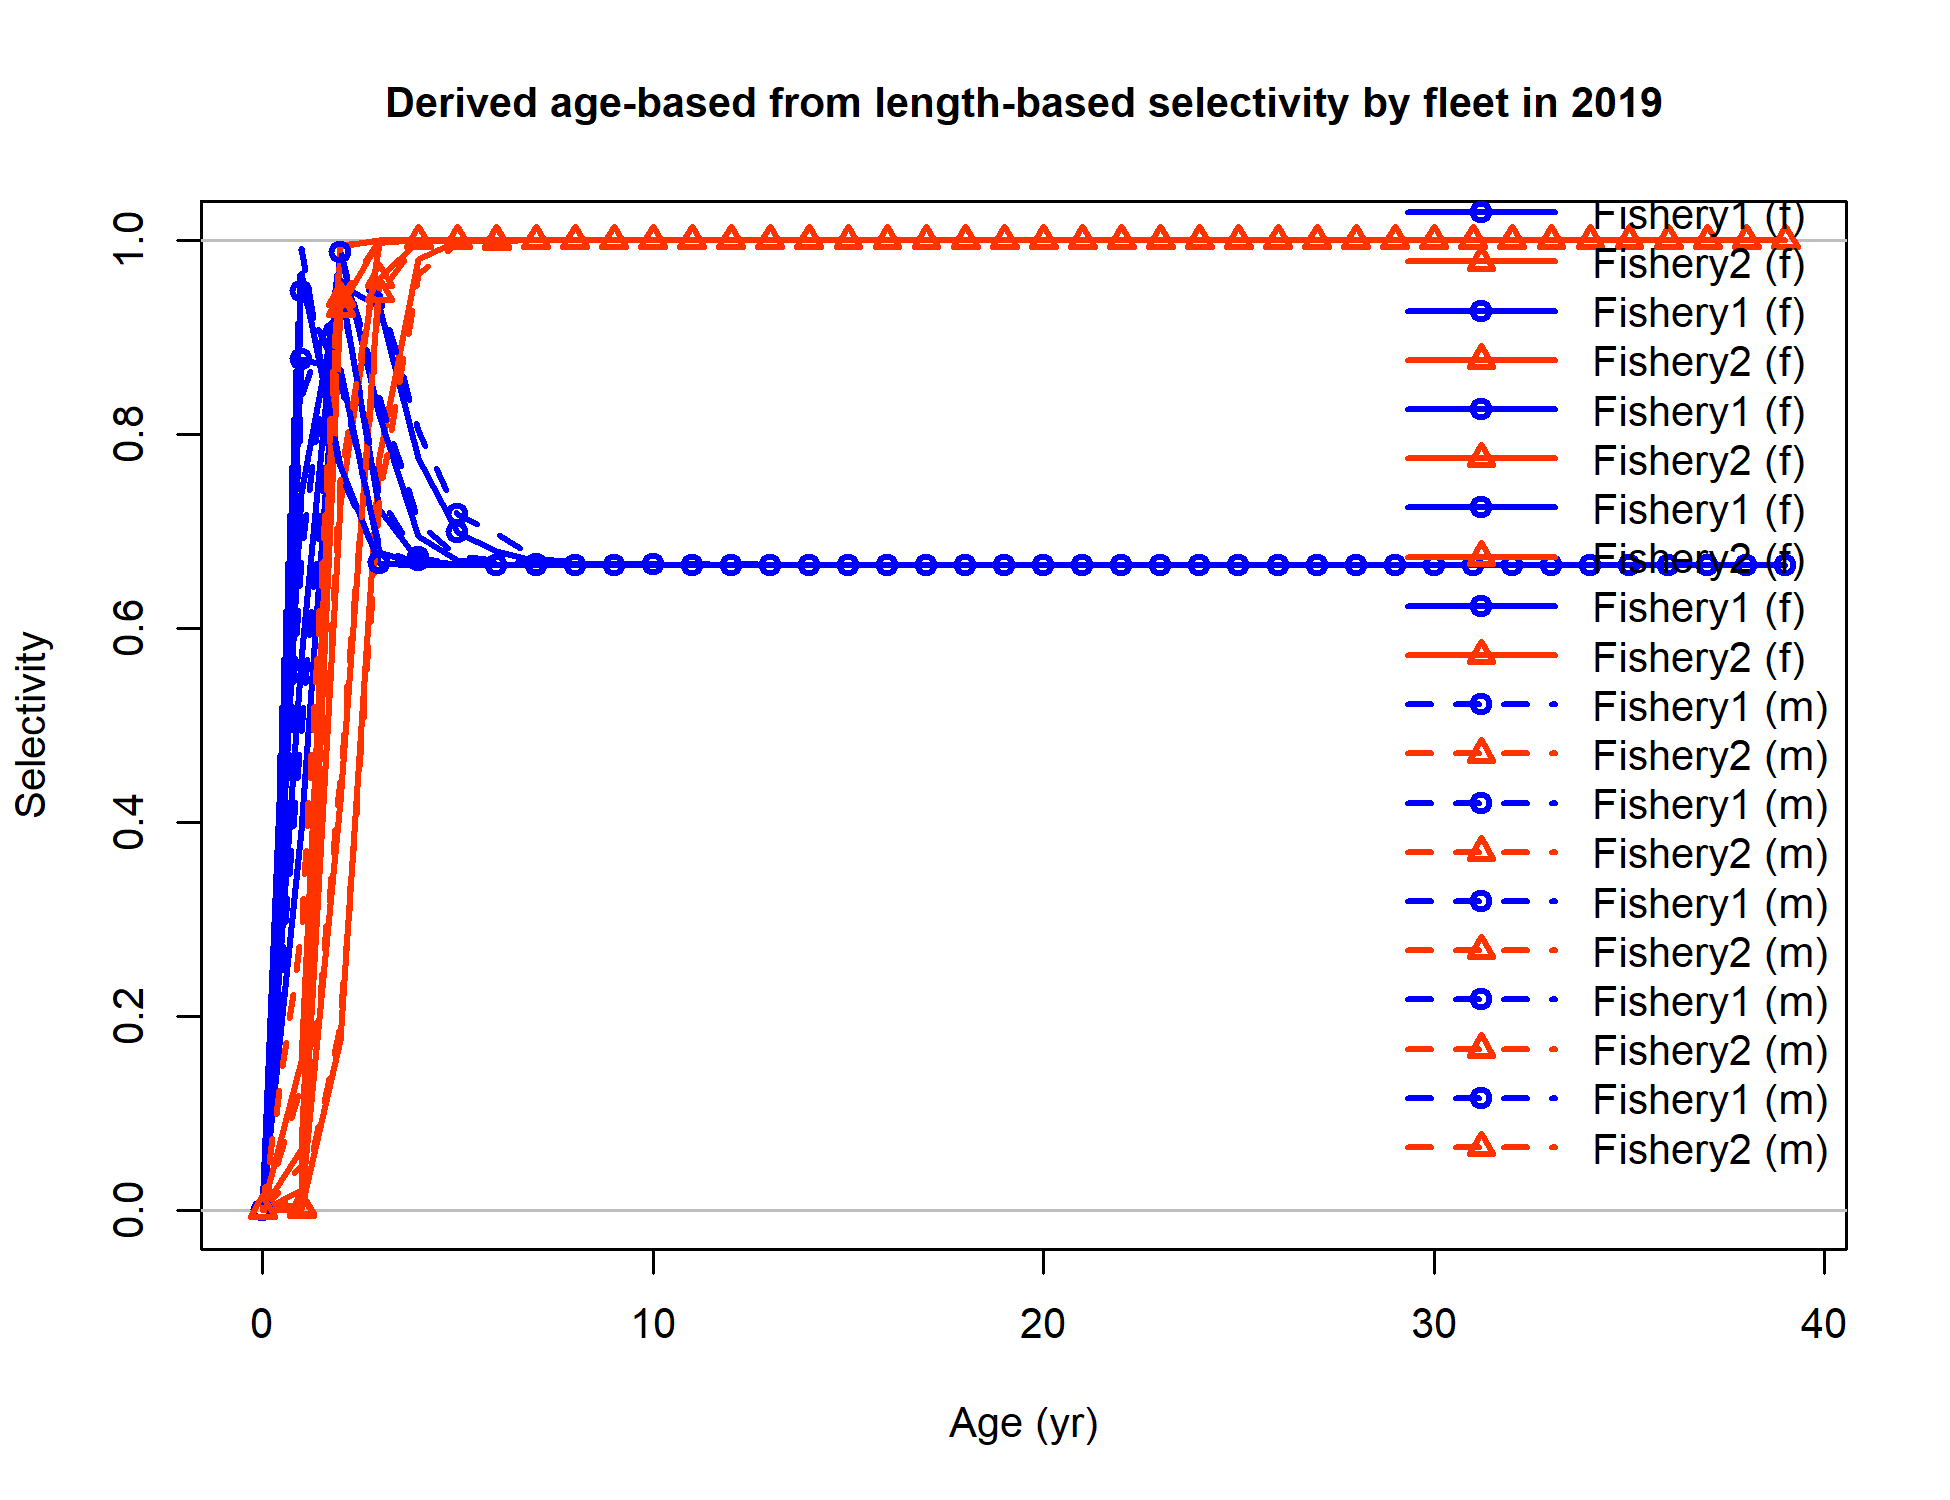 Derived age-based from length-based selectivity by fleet in 2019
Selectivity
1.0
0.8
0.6
0.4
0.2
0.0
Fishery1 (f)
Fishery2 (f)
Fishery1 (f)
Fishery2 (f)
Fishery1 (f)
Fishery2 (f)
Fishery1 (f)
Fishery2 (f)
Fishery1 (f)
Fishery2 (f)
Fishery1 (m)
Fishery2 (m)
Fishery1 (m)
Fishery2 (m)
Fishery1 (m)
Fishery2 (m)
Fishery1 (m)
Fishery2 (m)
Fishery1 (m)
Fishery2 (m)
0 10 20 30 40
Age (yr)